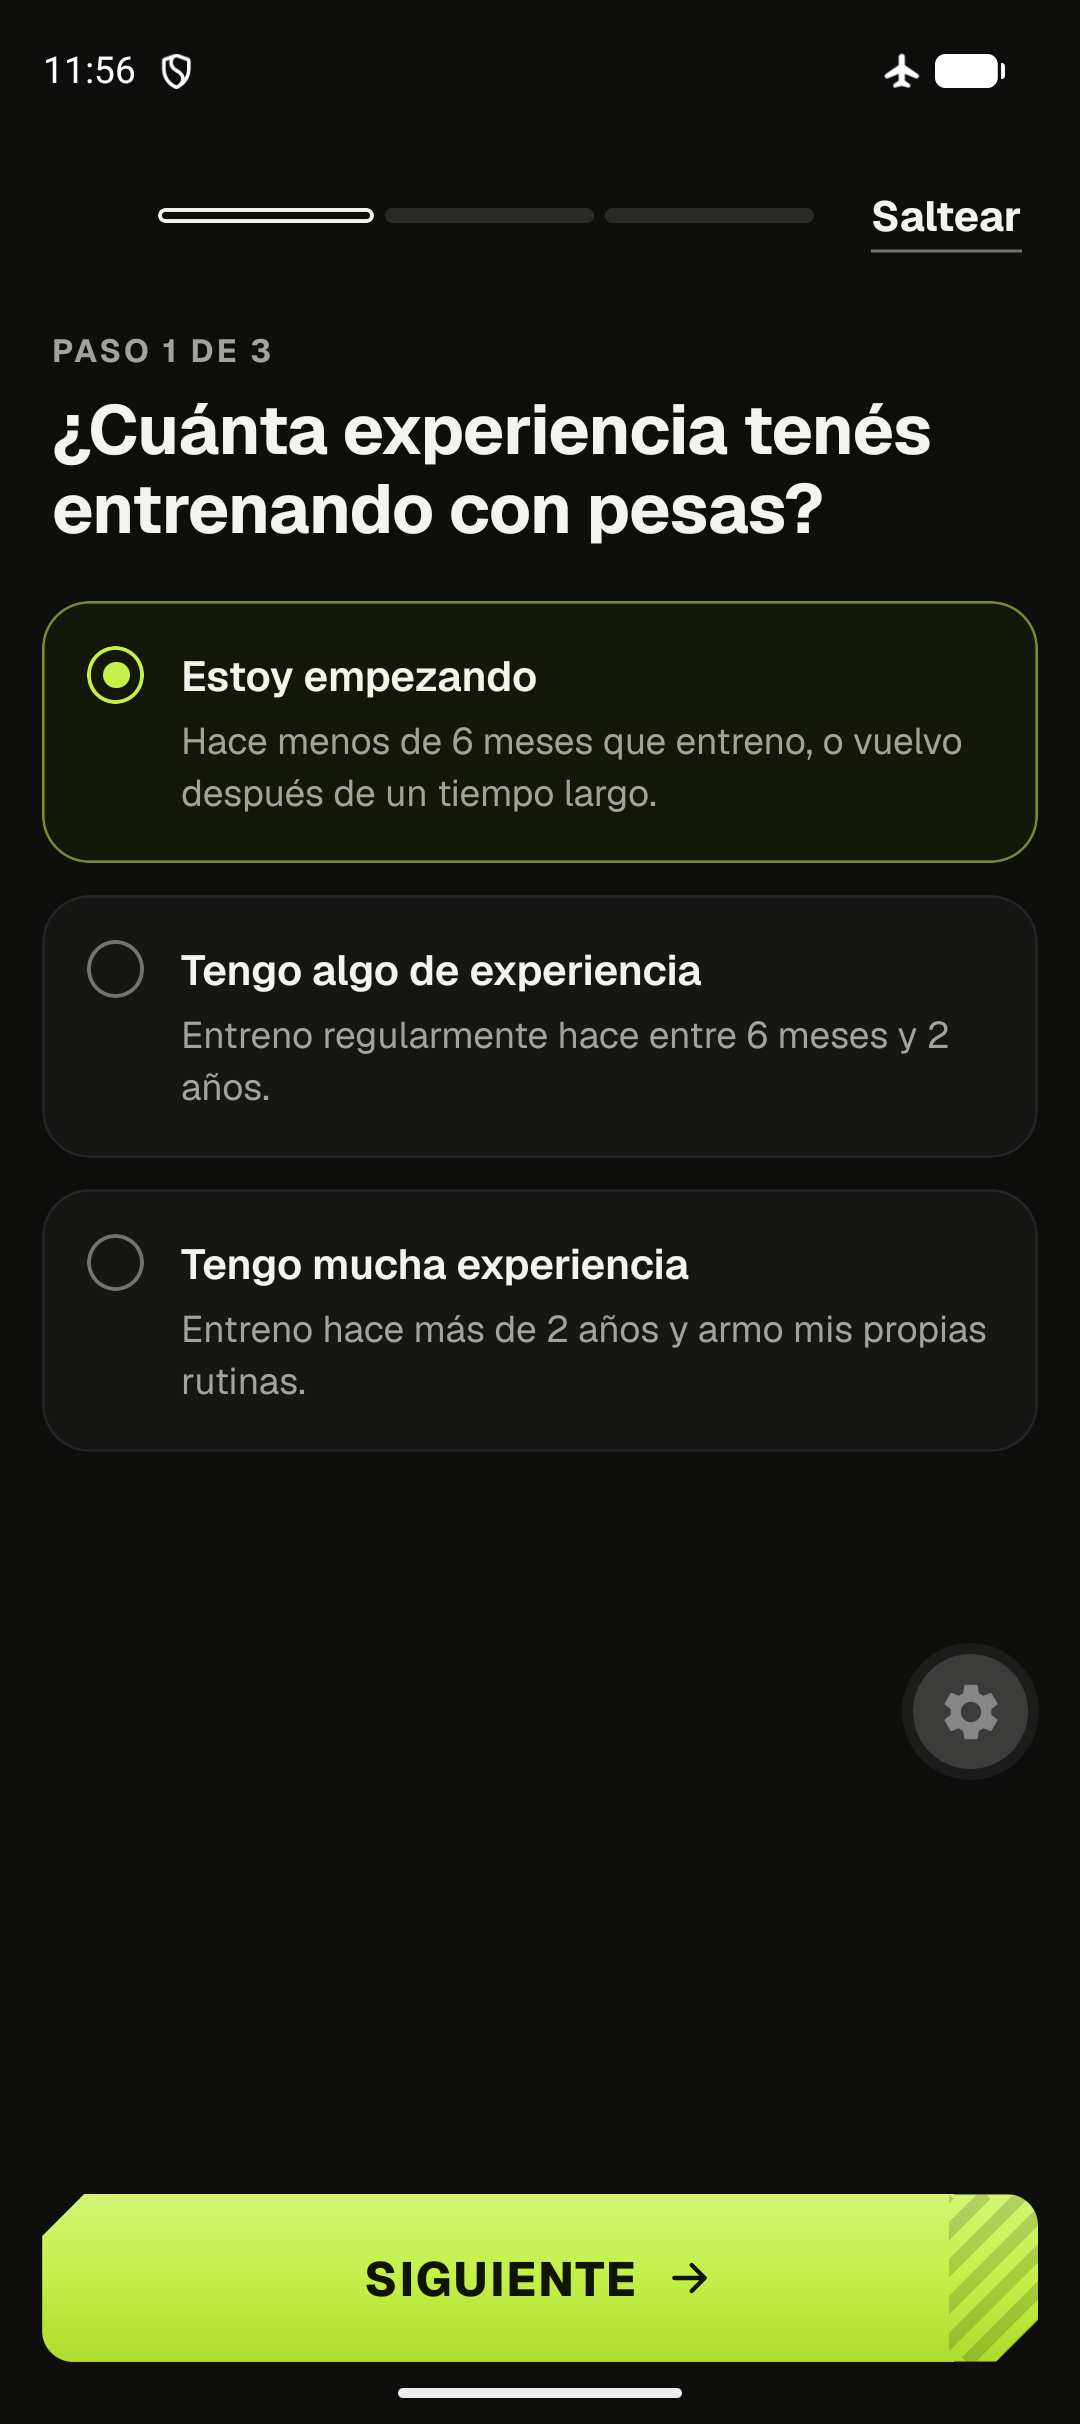 11:56
Saltear
PASO 1 DE 3
¿Cuánta experiencia tenés
entrenando con pesas?
Estoy empezando
Hace menos de 6 meses que entreno, o vuelvo
después de un tiempo largo.
Tengo algo de experiencia
Entreno regularmente hace entre 6 meses y 2
años.
Tengo mucha experiencia
Entreno hace más de 2 años y armo mis propias
rutinas.
SIGUIENTE →